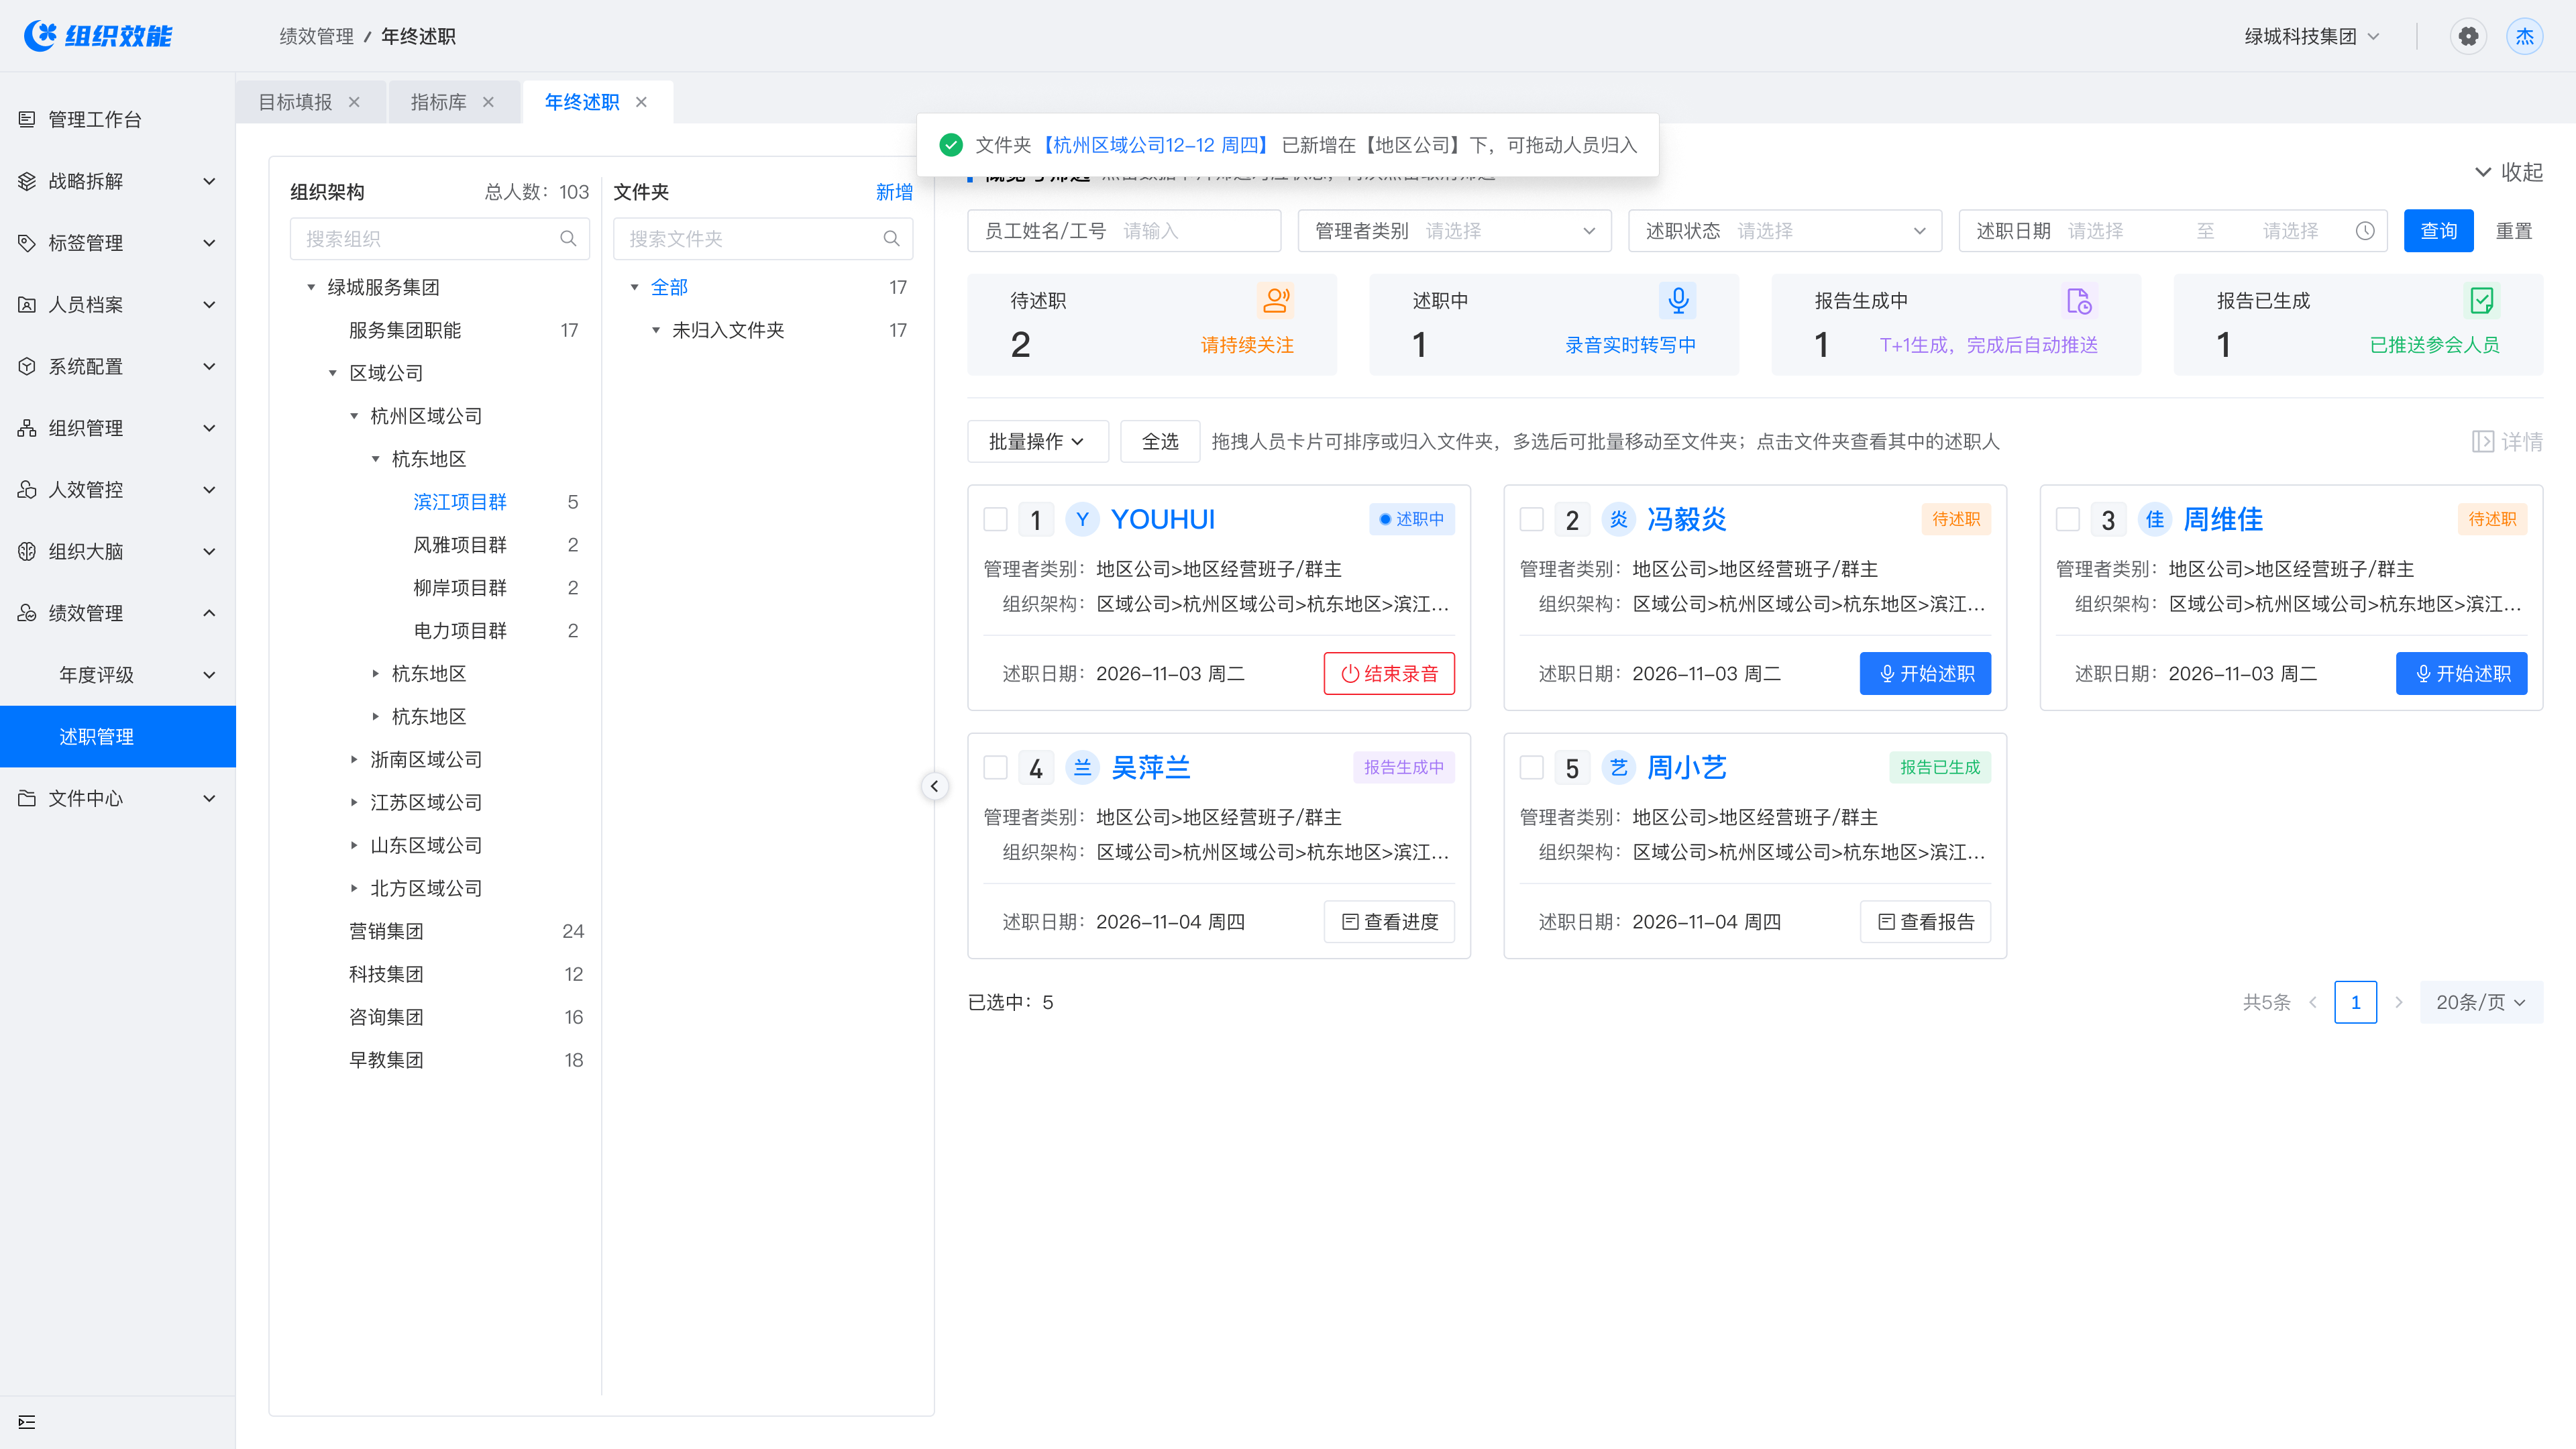 组织效能
绩效管理 / 年终述职
绿城科技集团
杰
管理工作台
战略拆解
标签管理
人员档案
系统配置
组织管理
人效管控
组织大脑
绩效管理
年度评级
述职管理
文件中心
目标填报
指标库
年终述职
文件夹【杭州区域公司12-12 周四】已新增在【地区公司】下，可拖动人员归入
组织架构 总人数：103
搜索组织
绿城服务集团
服务集团职能 17
区域公司
杭州区域公司
杭东地区
滨江项目群 5
风雅项目群 2
柳岸项目群 2
电力项目群 2
杭东地区
杭东地区
浙南区域公司
江苏区域公司
山东区域公司
北方区域公司
营销集团 24
科技集团 12
咨询集团 16
早教集团 18
文件夹 新增
搜索文件夹
全部 17
未归入文件夹 17
收起
员工姓名/工号 请输入
管理者类别 请选择
述职状态 请选择
述职日期 请选择 至 请选择
查询
重置
待述职
2 请持续关注
述职中
1 录音实时转写中
报告生成中
1 T+1生成，完成后自动推送
报告已生成
1 已推送参会人员
批量操作
全选
拖拽人员卡片可排序或归入文件夹，多选后可批量移动至文件夹；点击文件夹查看其中的述职人
详情
1 Y YOUHUI 述职中
管理者类别：地区公司>地区经营班子/群主
组织架构：区域公司>杭州区域公司>杭东地区>滨江...
述职日期：2026-11-03 周二 结束录音
2 炎 冯毅炎 待述职
管理者类别：地区公司>地区经营班子/群主
组织架构：区域公司>杭州区域公司>杭东地区>滨江...
述职日期：2026-11-03 周二 开始述职
3 佳 周维佳 待述职
管理者类别：地区公司>地区经营班子/群主
组织架构：区域公司>杭州区域公司>杭东地区>滨江...
述职日期：2026-11-03 周二 开始述职
4 兰 吴萍兰 报告生成中
管理者类别：地区公司>地区经营班子/群主
组织架构：区域公司>杭州区域公司>杭东地区>滨江...
述职日期：2026-11-04 周四 查看进度
5 艺 周小艺 报告已生成
管理者类别：地区公司>地区经营班子/群主
组织架构：区域公司>杭州区域公司>杭东地区>滨江...
述职日期：2026-11-04 周四 查看报告
已选中：5
共5条 1 20条/页